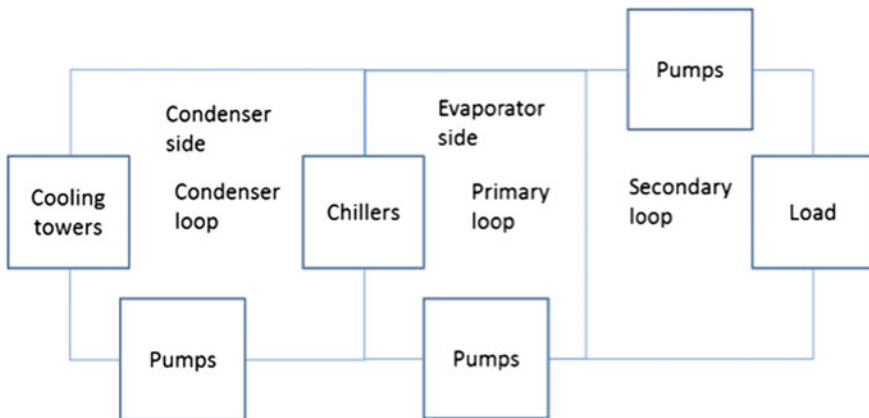 Pumps
Condenser
side
Evaporator
side
Cooling
towers
Condenser
loop
Chillers
Primary
loop
Secondary
loop
Load
Pumps
Pumps